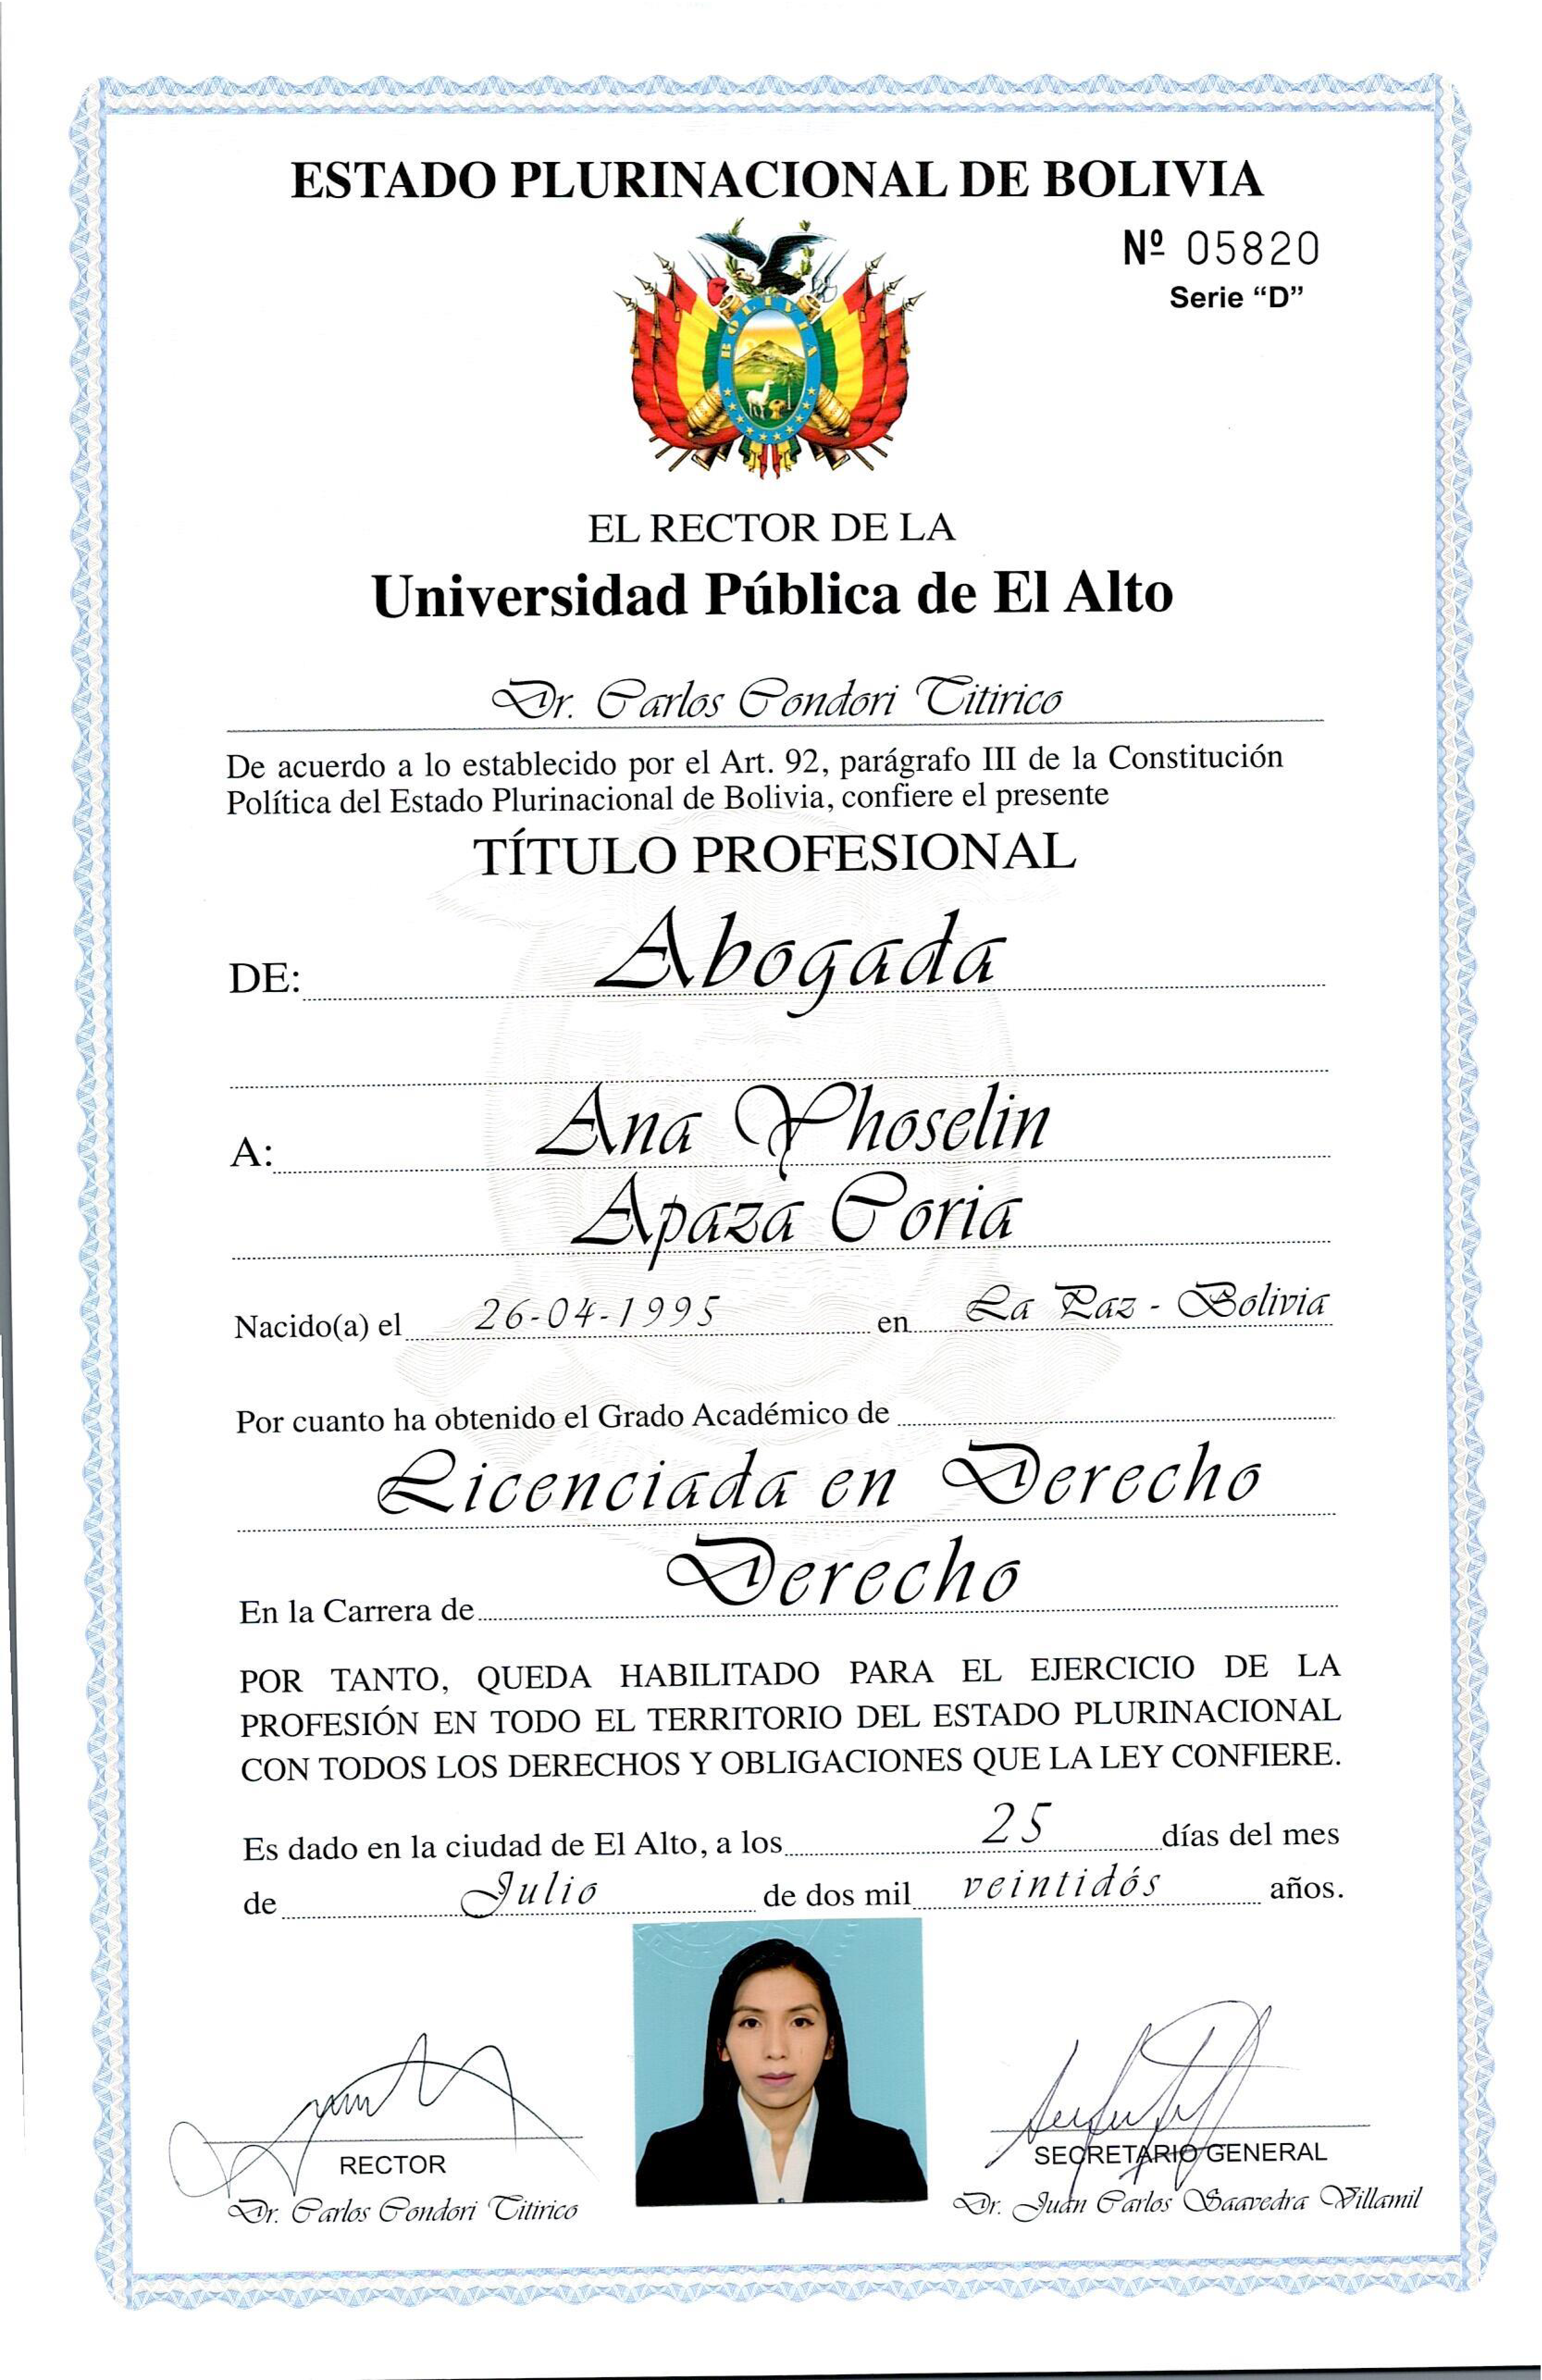 ESTADO PLURINACIONAL DE BOLIVIA
Nº 05820
Serie “D”
BOLIVIA
EL RECTOR DE LA
Universidad Pública de El Alto
Dr. Carlos Condori Titirico
De acuerdo a lo establecido por el Art. 92, parágrafo III de la Constitución
Política del Estado Plurinacional de Bolivia, confiere el presente
TÍTULO PROFESIONAL
DE: Abogada
A: Ana Yhoselin
Apaza Coria
Nacido(a) el 26-04-1995 en La Paz - Bolivia
Por cuanto ha obtenido el Grado Académico de
Licenciada en Derecho
En la Carrera de Derecho
POR TANTO, QUEDA HABILITADO PARA EL EJERCICIO DE LA
PROFESIÓN EN TODO EL TERRITORIO DEL ESTADO PLURINACIONAL
CON TODOS LOS DERECHOS Y OBLIGACIONES QUE LA LEY CONFIERE.
Es dado en la ciudad de El Alto, a los 25 días del mes
de Julio de dos mil veintidós años.
RECTOR
Dr. Carlos Condori Titirico
SECRETARIO GENERAL
Dr. Juan Carlos Saavedra Villamil